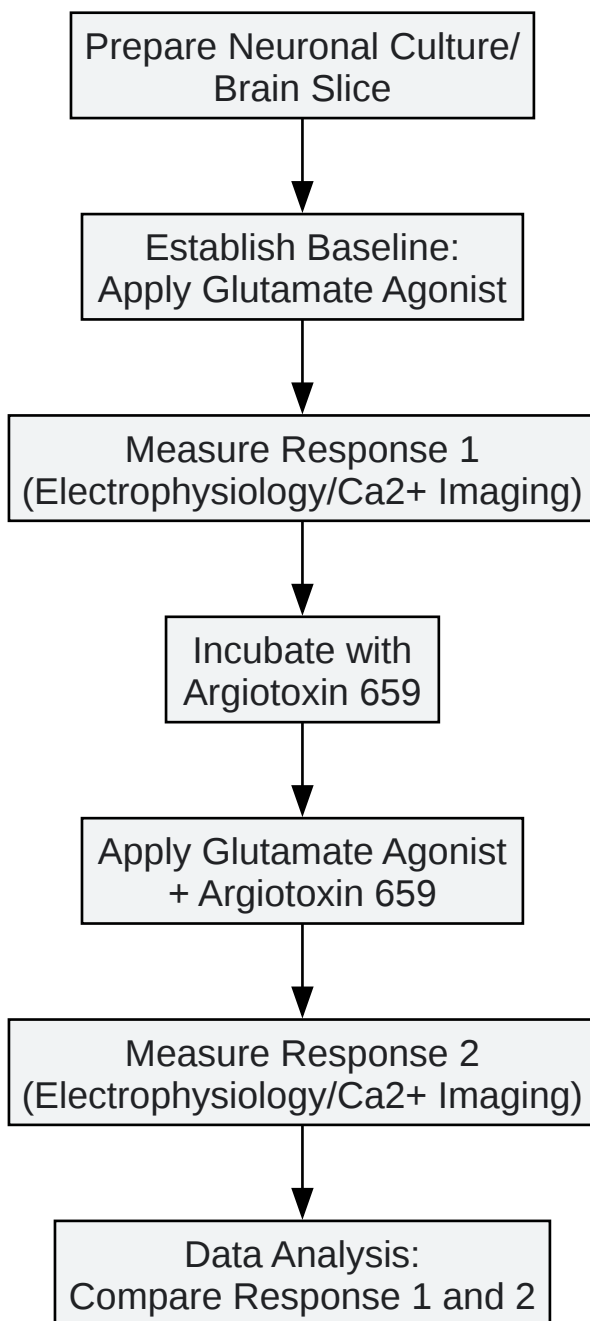 Prepare Neuronal Culture/
Brain Slice
Establish Baseline:
Apply Glutamate Agonist
Measure Response 1
(Electrophysiology/Ca2+ Imaging)
Incubate with
Argiotoxin 659
Apply Glutamate Agonist
+ Argiotoxin 659
Measure Response 2
(Electrophysiology/Ca2+ Imaging)
Data Analysis:
Compare Response 1 and 2